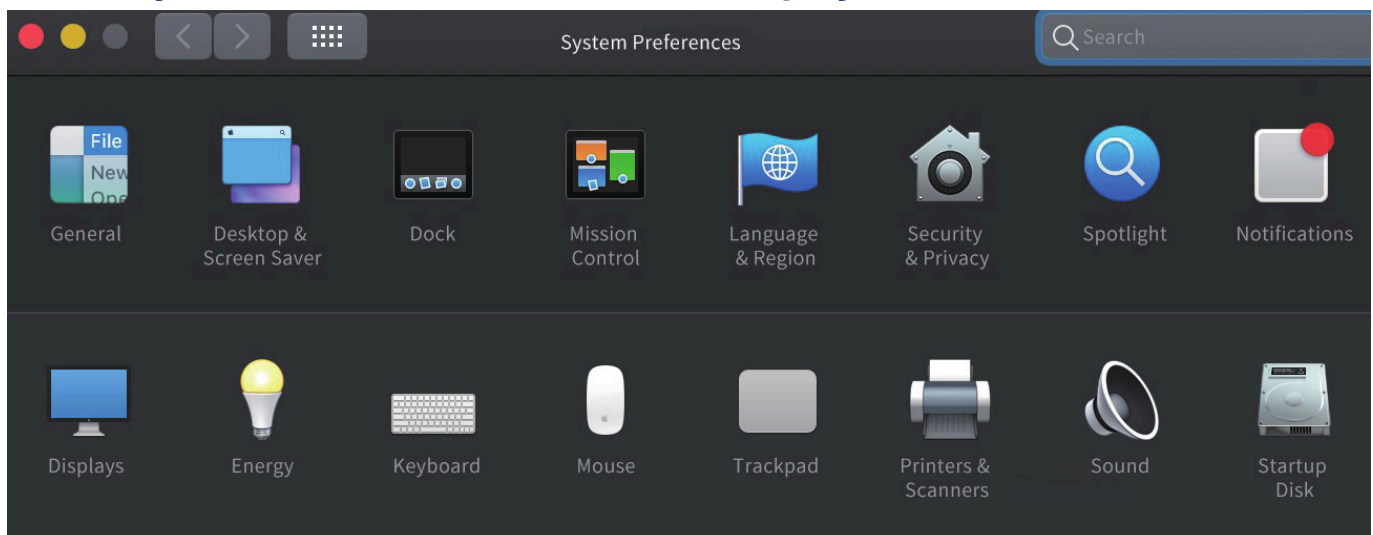 System Preferences
Search
File
New
General
Desktop &
Screen Saver
Dock
Mission
Control
Language
& Region
Security
& Privacy
Spotlight
Notifications
Displays
Energy
Keyboard
Mouse
Trackpad
Printers &
Scanners
Sound
Startup
Disk